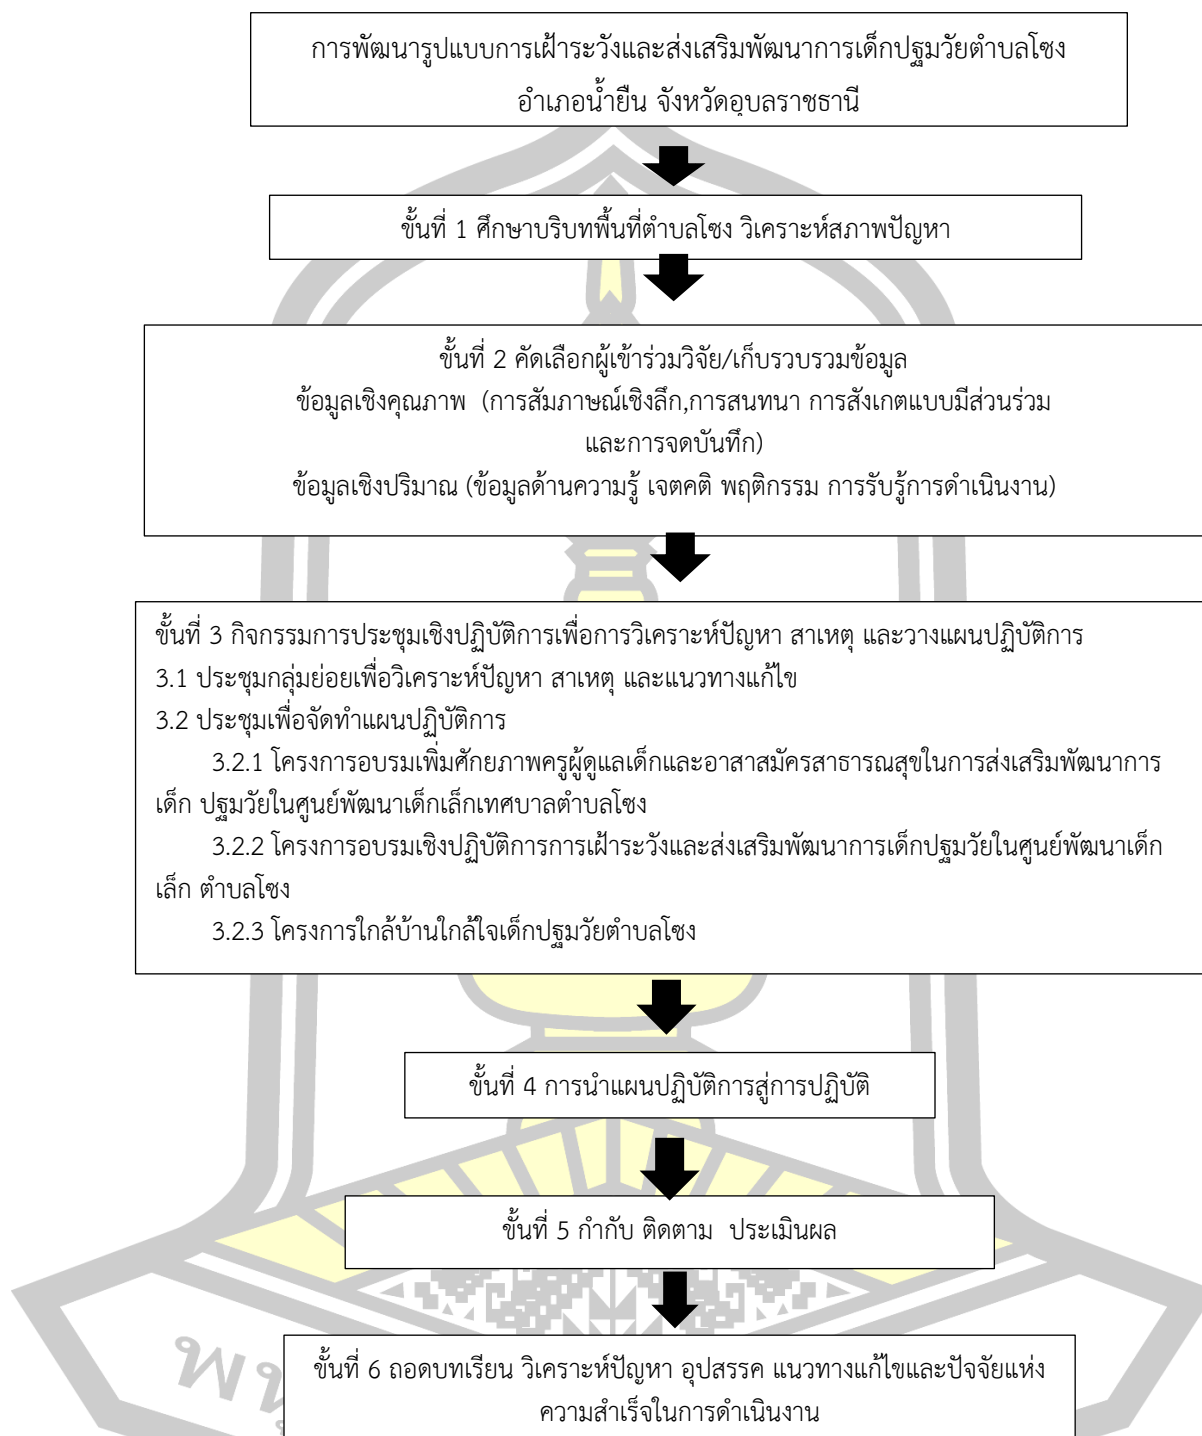 การพัฒนารูปแบบการเฝ้าระวังและส่งเสริมพัฒนาการเด็กปฐมวัยตำบลโซง
อำเภอน้ำยืน จังหวัดอุบลราชธานี
ขั้นที่ 1 ศึกษาบริบทพื้นที่ตำบลโซง วิเคราะห์สภาพปัญหา
ขั้นที่ 2 คัดเลือกผู้เข้าร่วมวิจัย/เก็บรวบรวมข้อมูล
ข้อมูลเชิงคุณภาพ (การสัมภาษณ์เชิงลึก,การสนทนา การสังเกตแบบมีส่วนร่วม
และการจดบันทึก)
ข้อมูลเชิงปริมาณ (ข้อมูลด้านความรู้ เจตคติ พฤติกรรม การรับรู้การดำเนินงาน)
ขั้นที่ 3 กิจกรรมการประชุมเชิงปฏิบัติการเพื่อการวิเคราะห์ปัญหา สาเหตุ และวางแผนปฏิบัติการ
3.1 ประชุมกลุ่มย่อยเพื่อวิเคราะห์ปัญหา สาเหตุ และแนวทางแก้ไข
3.2 ประชุมเพื่อจัดทำแผนปฏิบัติการ
3.2.1 โครงการอบรมเพิ่มศักยภาพครูผู้ดูแลเด็กและอาสาสมัครสาธารณสุขในการส่งเสริมพัฒนาการ
เด็ก ปฐมวัยในศูนย์พัฒนาเด็กเล็กเทศบาลตำบลโซง
3.2.2 โครงการอบรมเชิงปฏิบัติการการเฝ้าระวังและส่งเสริมพัฒนาการเด็กปฐมวัยในศูนย์พัฒนาเด็ก
เล็ก ตำบลโซง
3.2.3 โครงการใกล้บ้านใกล้ใจเด็กปฐมวัยตำบลโซง
ขั้นที่ 4 การนำแผนปฏิบัติการสู่การปฏิบัติ
ขั้นที่ 5 กำกับ ติดตาม ประเมินผล
ขั้นที่ 6 ถอดบทเรียน วิเคราะห์ปัญหา อุปสรรค แนวทางแก้ไขและปัจจัยแห่ง
ความสำเร็จในการดำเนินงาน